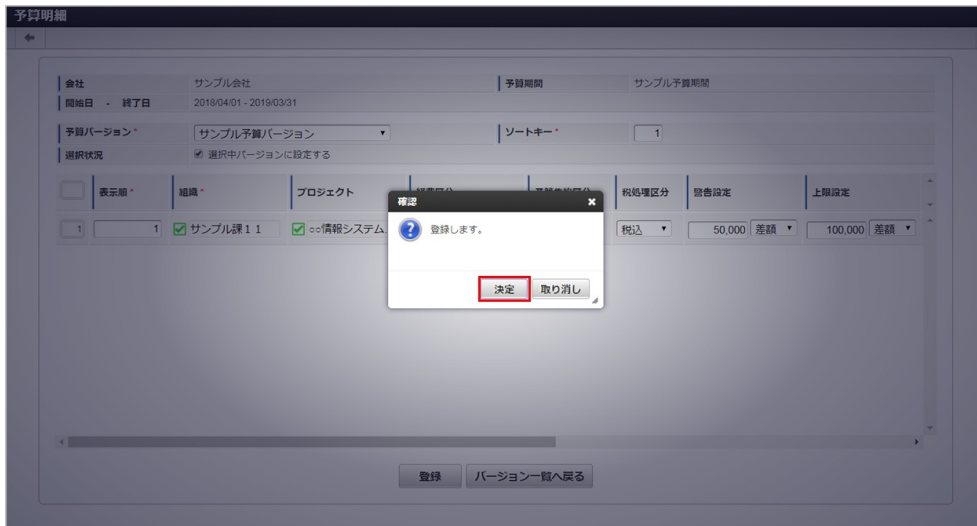 予算明細
会社 サンプル会社 予算期間 サンプル予算期間
開始日 - 終了日 2018/04/01 - 2019/03/31
予算バージョン* サンプル予算バージョン ソートキー* 1
選択状況 選択中バージョンに設定する
表示順* 組織* プロジェクト 税処理区分 警告設定 上限設定
1 1 サンプル課11 ○○情報システム 税込 50,000 差額 100,000 差額
確認
登録します。
決定 取り消し
登録 バージョン一覧へ戻る